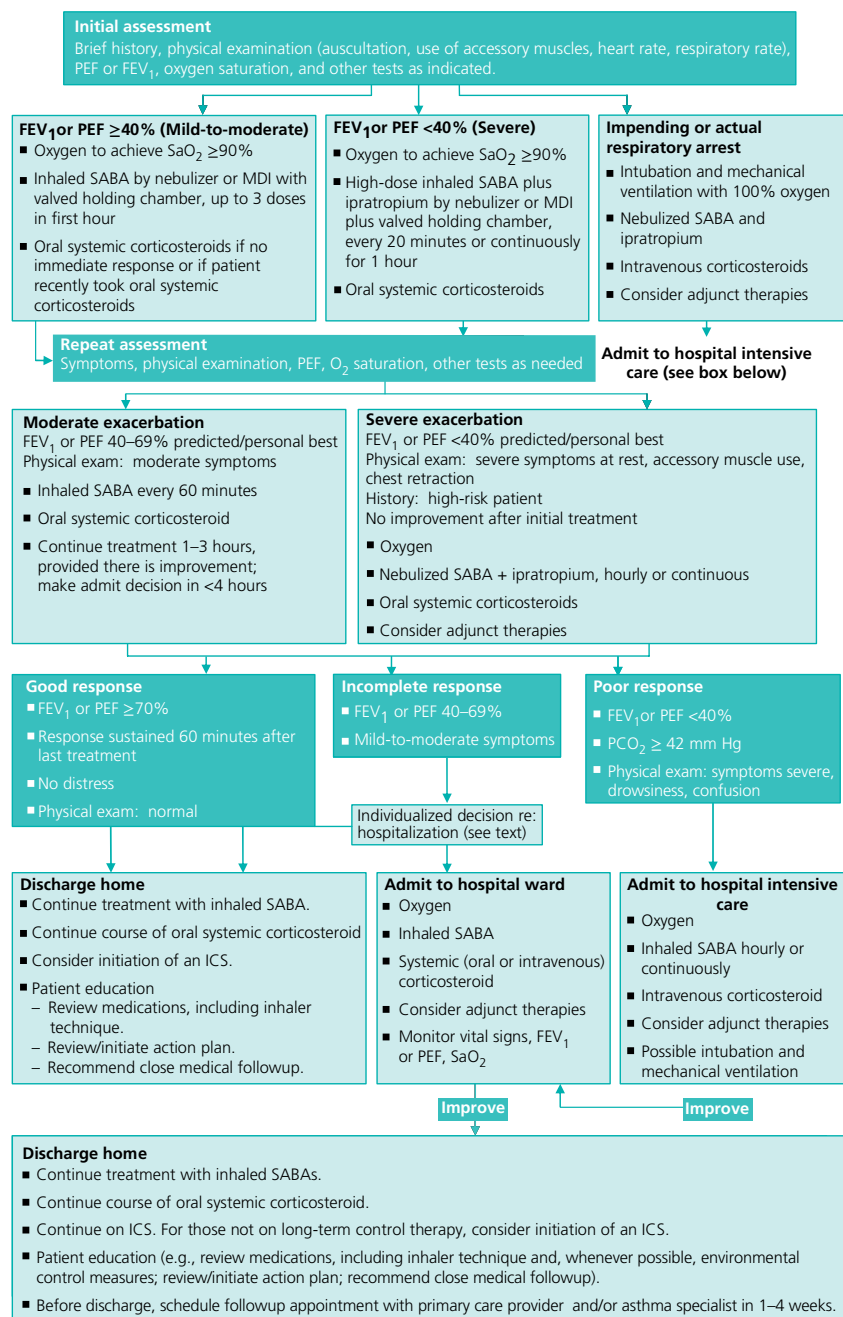 Initial assessment
Brief history, physical examination (auscultation, use of accessory muscles, heart rate, respiratory rate),
PEF or FEV1, oxygen saturation, and other tests as indicated.
FEV1or PEF ≥40% (Mild-to-moderate)
■ Oxygen to achieve SaO2 ≥90%
■ Inhaled SABA by nebulizer or MDI with
valved holding chamber, up to 3 doses
in first hour
■ Oral systemic corticosteroids if no
immediate response or if patient
recently took oral systemic
corticosteroids
FEV1or PEF <40% (Severe)
■ Oxygen to achieve SaO2 ≥90%
■ High-dose inhaled SABA plus
ipratropium by nebulizer or MDI
plus valved holding chamber,
every 20 minutes or continuously
for 1 hour
■ Oral systemic corticosteroids
Impending or actual
respiratory arrest
■ Intubation and mechanical
ventilation with 100% oxygen
■ Nebulized SABA and
ipratropium
■ Intravenous corticosteroids
■ Consider adjunct therapies
Repeat assessment
Symptoms, physical examination, PEF, O2 saturation, other tests as needed
Admit to hospital intensive
care (see box below)
Moderate exacerbation
FEV1 or PEF 40–69% predicted/personal best
Physical exam: moderate symptoms
■ Inhaled SABA every 60 minutes
■ Oral systemic corticosteroid
■ Continue treatment 1–3 hours,
provided there is improvement;
make admit decision in <4 hours
Severe exacerbation
FEV1 or PEF <40% predicted/personal best
Physical exam: severe symptoms at rest, accessory muscle use,
chest retraction
History: high-risk patient
No improvement after initial treatment
■ Oxygen
■ Nebulized SABA + ipratropium, hourly or continuous
■ Oral systemic corticosteroids
■ Consider adjunct therapies
Good response
■ FEV1 or PEF ≥70%
■ Response sustained 60 minutes after
last treatment
■ No distress
■ Physical exam: normal
Incomplete response
■ FEV1 or PEF 40–69%
■ Mild-to-moderate symptoms
Poor response
■ FEV1or PEF <40%
■ PCO2 ≥ 42 mm Hg
■ Physical exam: symptoms severe,
drowsiness, confusion
Individualized decision re:
hospitalization (see text)
Discharge home
■ Continue treatment with inhaled SABA.
■ Continue course of oral systemic corticosteroid
■ Consider initiation of an ICS.
■ Patient education
– Review medications, including inhaler
technique.
– Review/initiate action plan.
– Recommend close medical followup.
Admit to hospital ward
■ Oxygen
■ Inhaled SABA
■ Systemic (oral or intravenous)
corticosteroid
■ Consider adjunct therapies
■ Monitor vital signs, FEV1
or PEF, SaO2
Admit to hospital intensive
care
■ Oxygen
■ Inhaled SABA hourly or
continuously
■ Intravenous corticosteroid
■ Consider adjunct therapies
■ Possible intubation and
mechanical ventilation
Improve
Improve
Discharge home
■ Continue treatment with inhaled SABAs.
■ Continue course of oral systemic corticosteroid.
■ Continue on ICS. For those not on long-term control therapy, consider initiation of an ICS.
■ Patient education (e.g., review medications, including inhaler technique and, whenever possible, environmental
control measures; review/initiate action plan; recommend close medical followup).
■ Before discharge, schedule followup appointment with primary care provider and/or asthma specialist in 1–4 weeks.